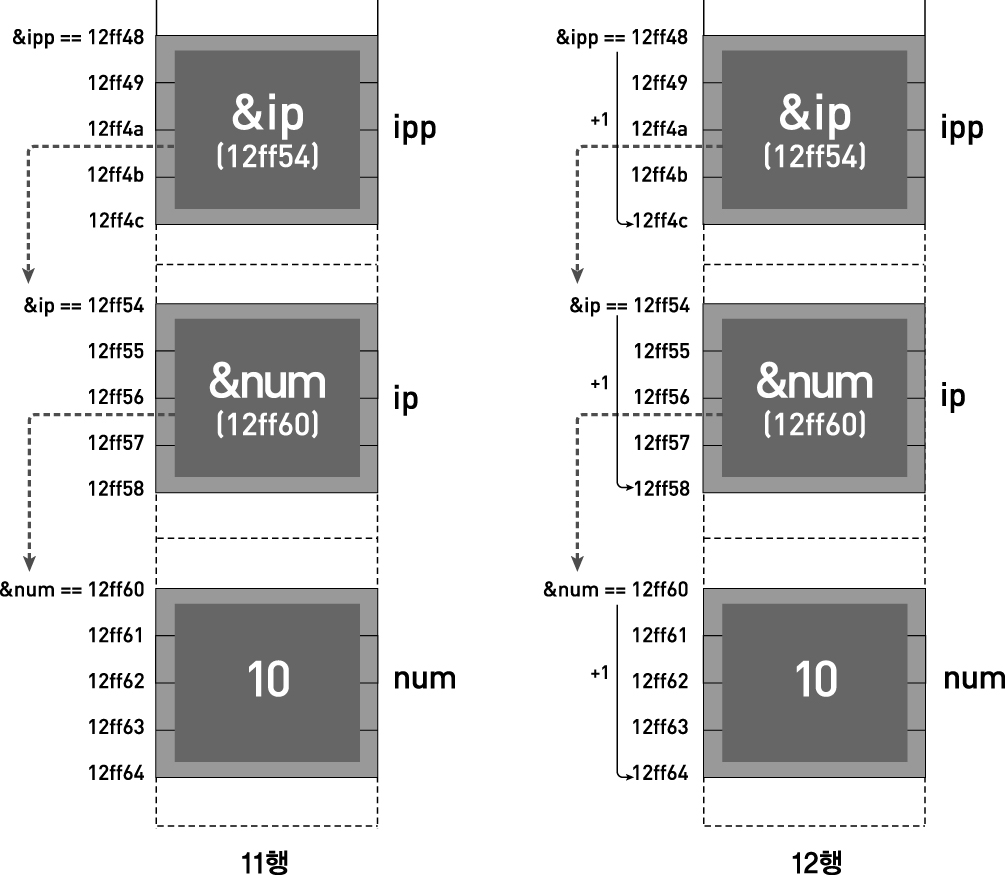 &ipp == 12ff48
12ff49
12ff4a
12ff4b
12ff4c
&ip
(12ff54)
ipp
&ip == 12ff54
12ff55
12ff56
12ff57
12ff58
&num
(12ff60)
ip
&num == 12ff60
12ff61
12ff62
12ff63
12ff64
10
num
11행
&ipp == 12ff48
12ff49
12ff4a
12ff4b
12ff4c
+1
&ip
(12ff54)
ipp
&ip == 12ff54
12ff55
12ff56
12ff57
12ff58
+1
&num
(12ff60)
ip
&num == 12ff60
12ff61
12ff62
12ff63
12ff64
+1
10
num
12행